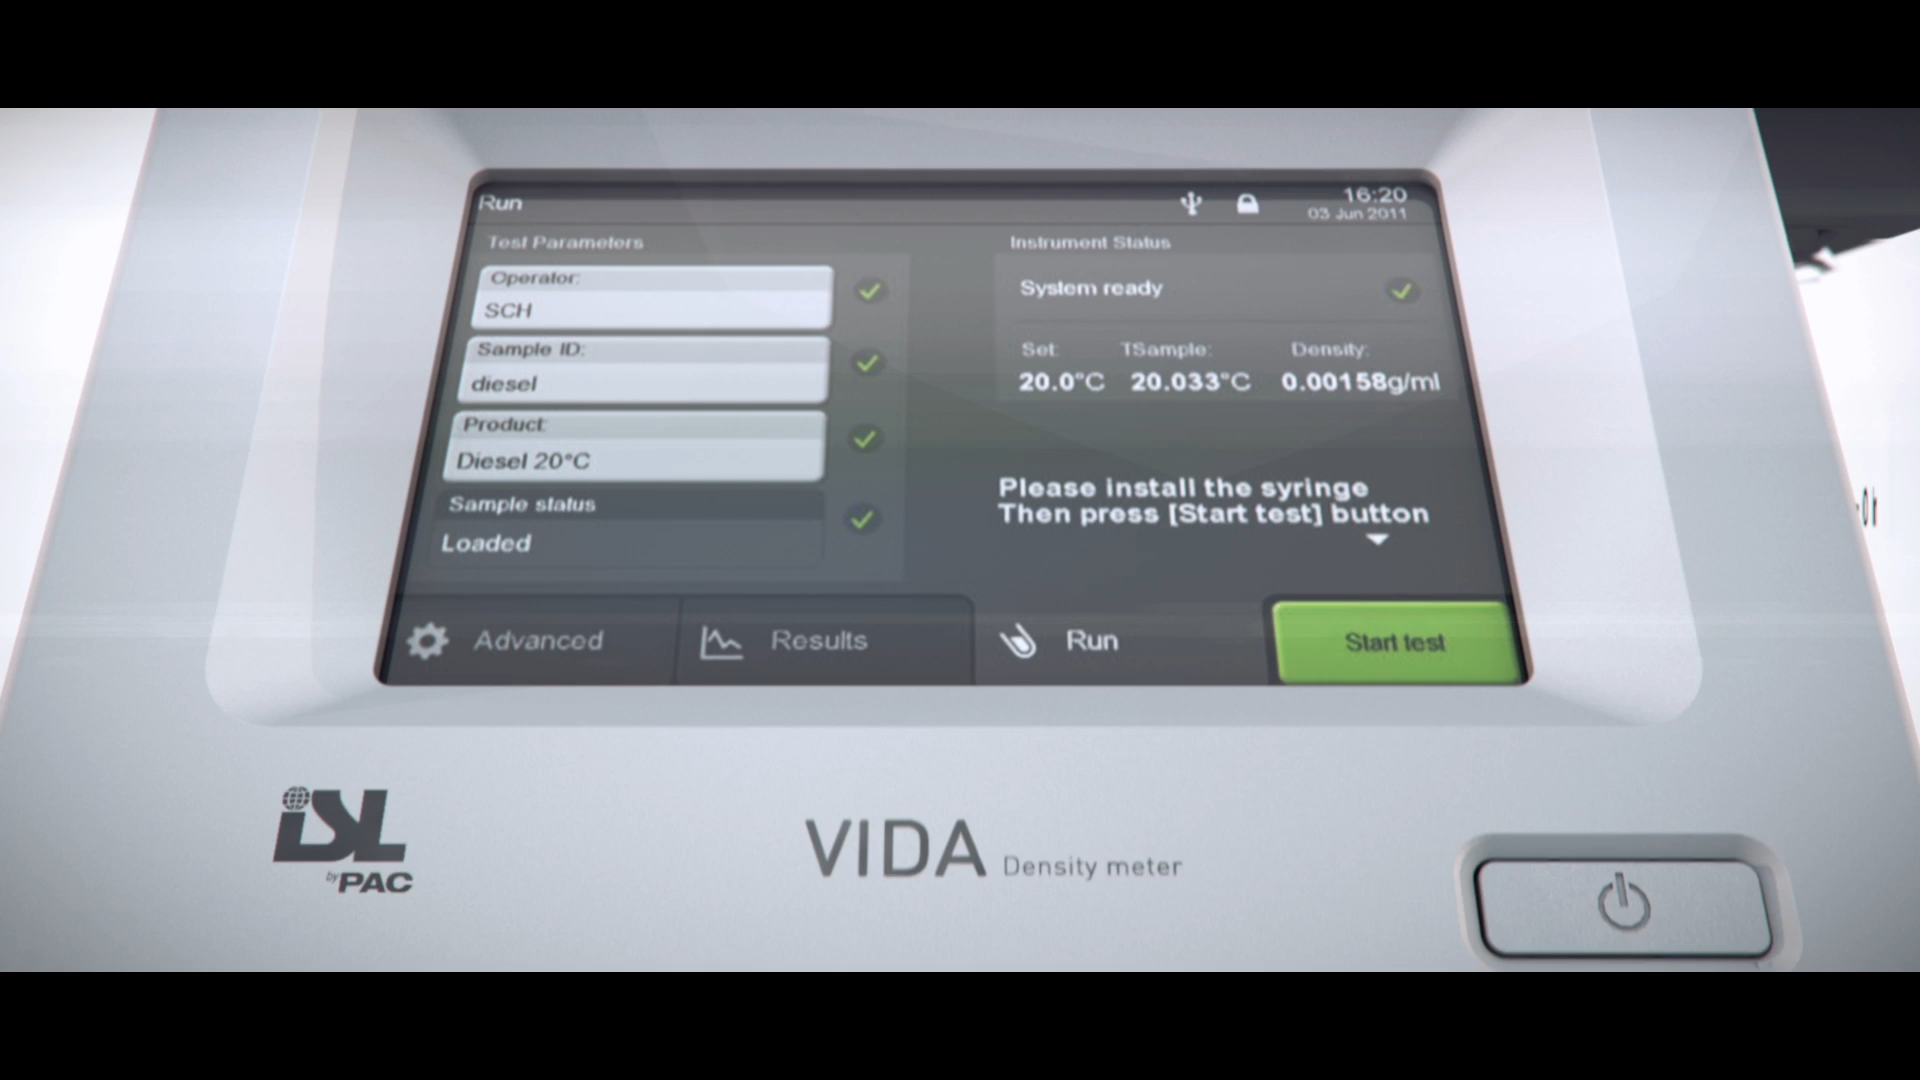 Run
16:20
03 Jun 2011
Test Parameters
Operator:
SCH
Sample ID:
diesel
Product:
Diesel 20°C
Sample status
Loaded
Instrument Status
System ready
Set: TSample: Density:
20.0°C 20.033°C 0.00158g/ml
Please install the syringe
Then press [Start test] button
Advanced Results Run Start test
iSL
by PAC
VIDA Density meter